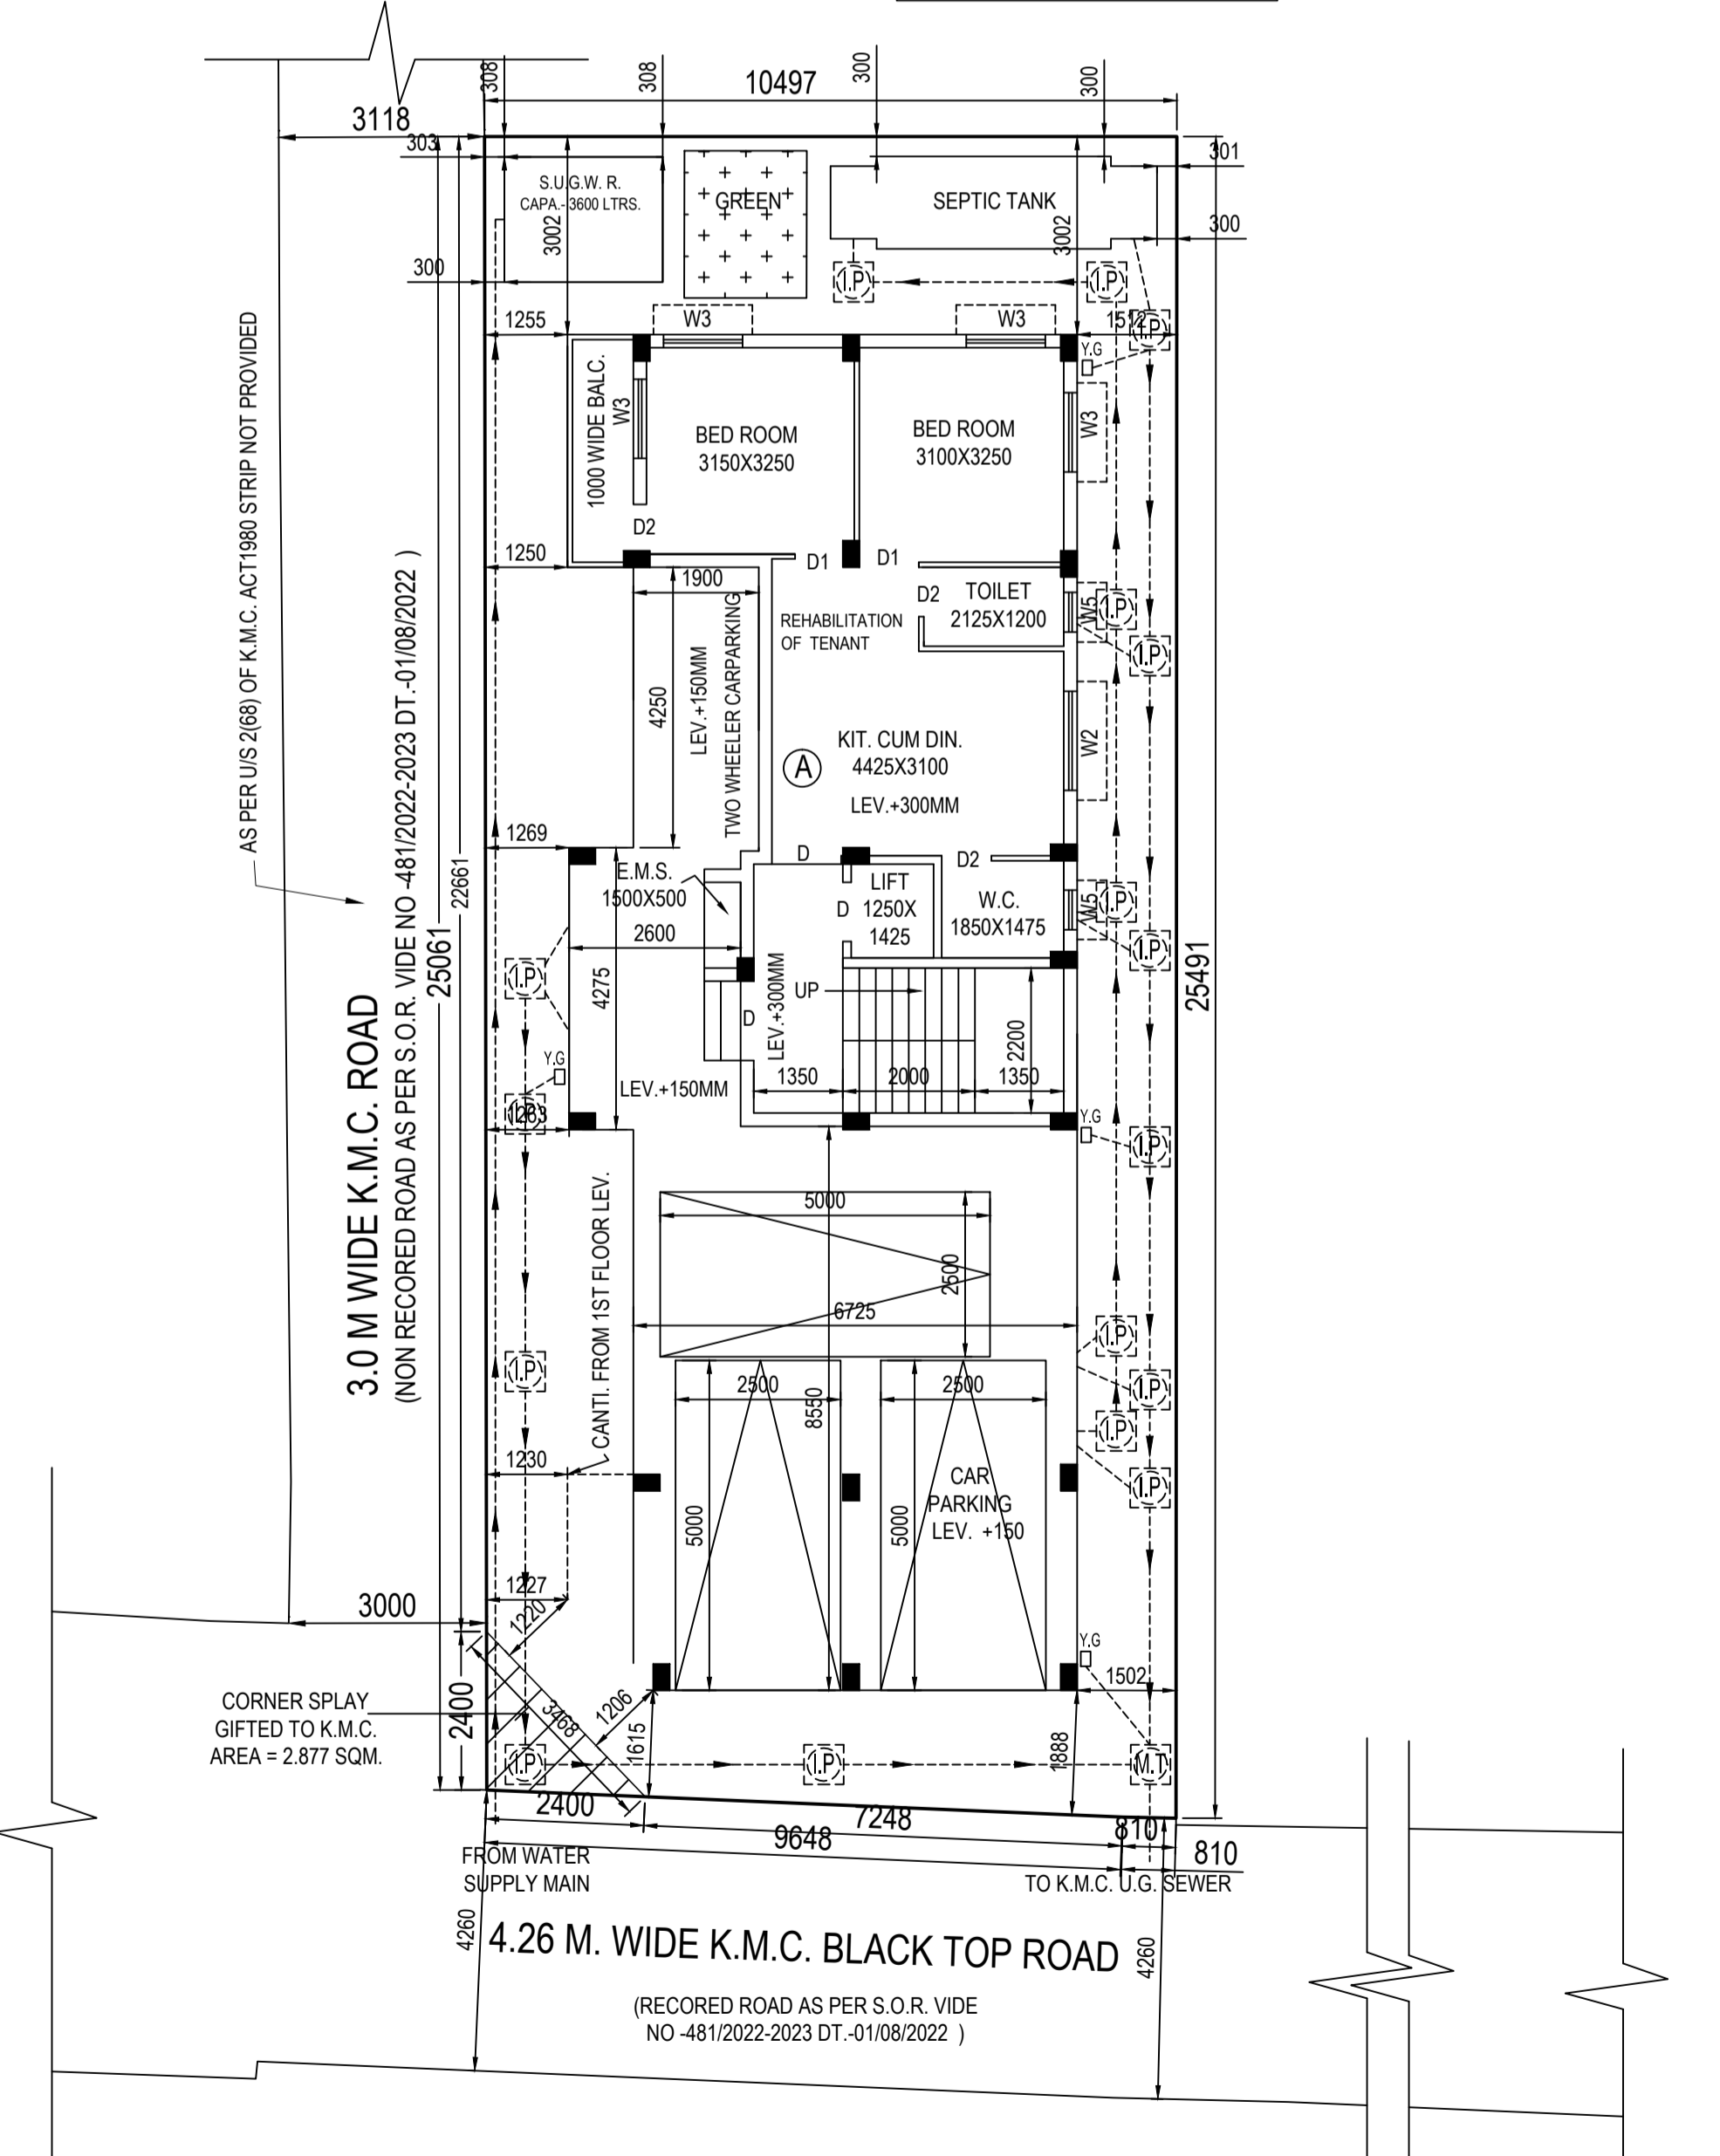 308
308
10497
300
300
3118
303
301
S.U.G.W. R.
CAPA.- 3600 LTRS.
GREEN
SEPTIC TANK
3002
3002
300
300
I.P
I.P
1255
W3
W3
1512
I.P
Y.G
1000 WIDE BALC.
W3
BED ROOM
3150X3250
BED ROOM
3100X3250
W3
D2
1250
D1
D1
1900
D2
TOILET
2125X1200
W5
I.P
I.P
REHABILITATION
OF TENANT
4250
LEV.+150MM
TWO WHEELER CARPARKING
KIT. CUM DIN.
4425X3100
A
LEV.+300MM
W2
AS PER U/S 2(68) OF K.M.C. ACT1980 STRIP NOT PROVIDED
3.0 M WIDE K.M.C. ROAD
(NON RECORED ROAD AS PER S.O.R. VIDE NO -481/2022-2023 DT.-01/08/2022 )
25061
22661
25491
1269
D
D2
E.M.S.
1500X500
LIFT
1250X
1425
D
W.C.
1850X1475
W5
I.P
I.P
2600
I.P
4275
UP
D
LEV.+300MM
2200
Y.G
LEV.+150MM
1350
2000
1350
I.P
1263
Y.G
I.P
CANTI. FROM 1ST FLOOR LEV.
5000
2500
6725
I.P
I.P
I.P
2500
2500
8550
I.P
1230
CAR
PARKING
LEV. +150
I.P
5000
5000
1227
3000
1220
Y.G
1502
CORNER SPLAY
GIFTED TO K.M.C.
AREA = 2.877 SQM.
2400
3468
1206
1615
1888
I.P
I.P
M.T
2400
7248
810
9648
810
FROM WATER
SUPPLY MAIN
TO K.M.C. U.G. SEWER
4260
4.26 M. WIDE K.M.C. BLACK TOP ROAD
4260
(RECORED ROAD AS PER S.O.R. VIDE
NO -481/2022-2023 DT.-01/08/2022 )